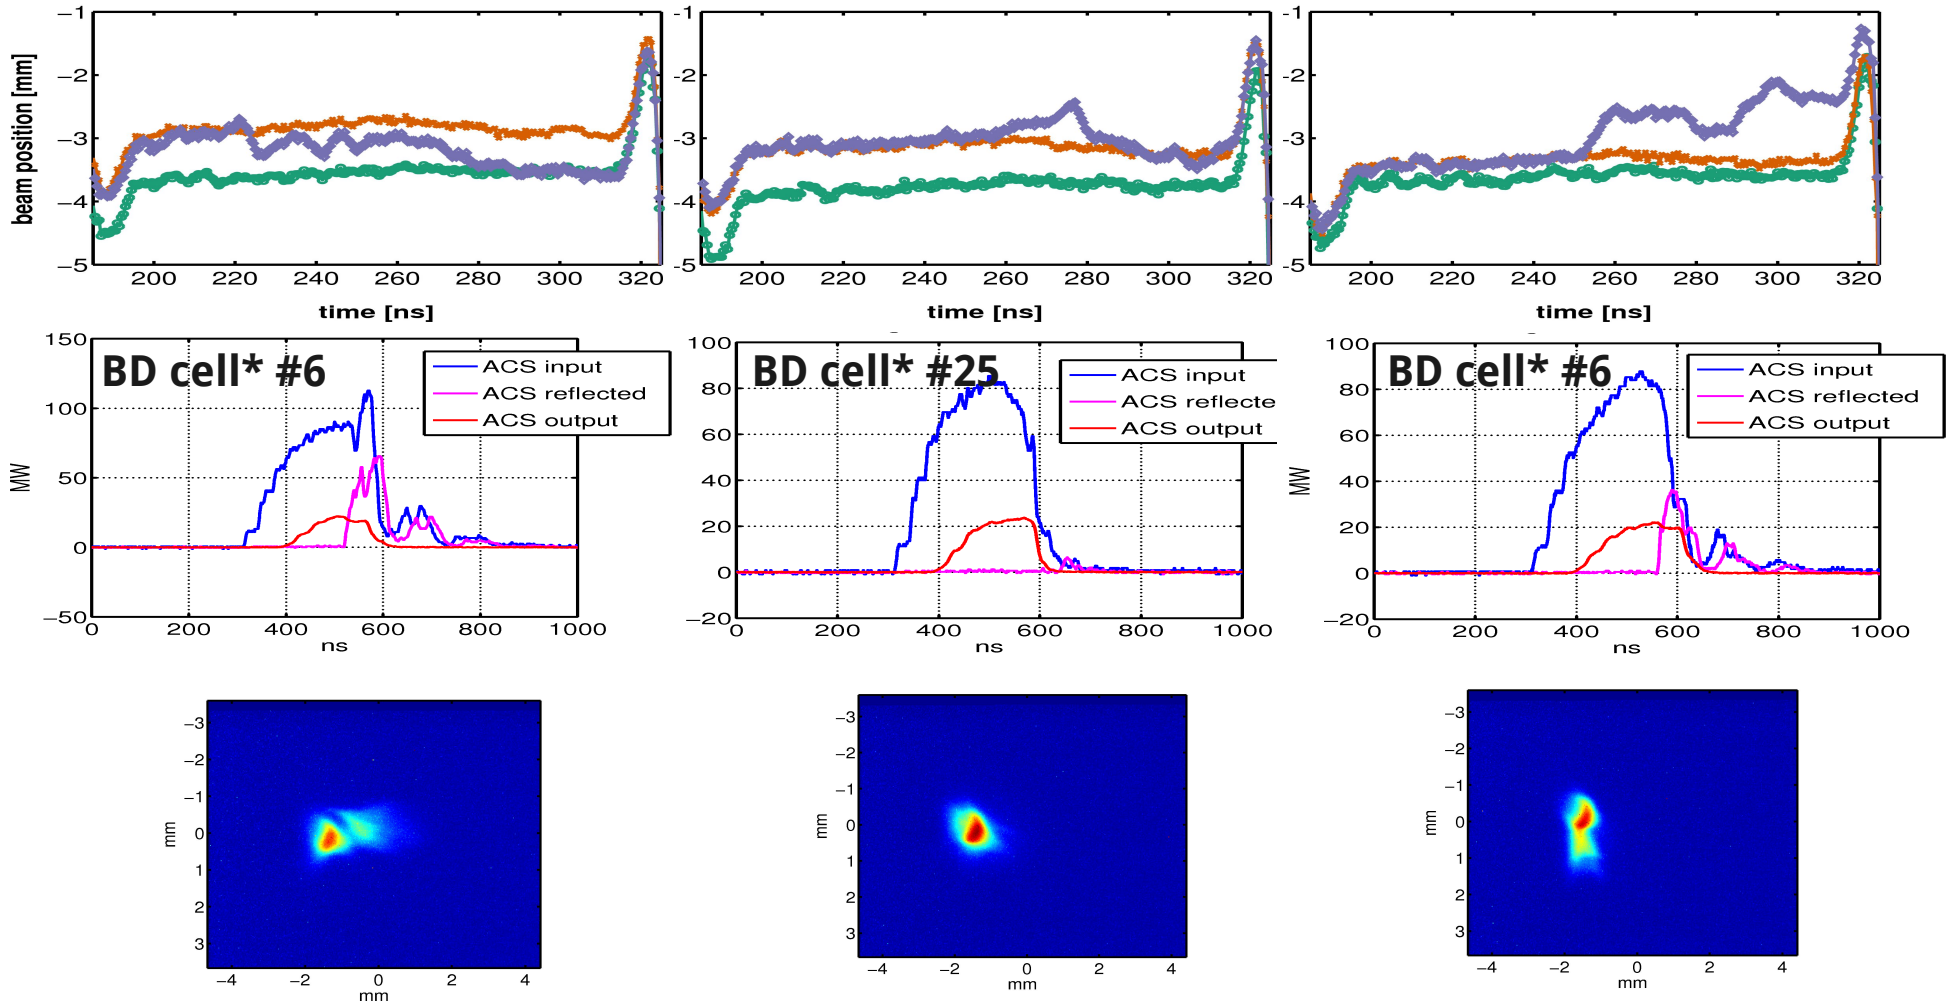 −1
−2
−3
−4
−5
200 220 240 260 280 300 320
beam position [mm]
time [ns]
-1
-2
-3
-4
-5
200 220 240 260 280 300 320
time [ns]
-1
-2
-3
-4
-5
200 220 240 260 280 300 320
time [ns]
BD cell* #6
ACS input
ACS reflected
ACS output
150
100
50
0
−50
MW
0 200 400 600 800 1000
ns
BD cell* #25
ACS input
ACS reflecte
ACS output
100
80
60
40
20
0
−20
0 200 400 600 800 1000
ns
BD cell* #6
ACS input
ACS reflected
ACS output
100
80
60
40
20
0
−20
MW
0 200 400 600 800 1000
ns
−3
−2
−1
0
1
2
3
mm
−4 −2 0 2 4
mm
−3
−2
−1
0
1
2
3
mm
−4 −2 0 2 4
mm
−3
−2
−1
0
1
2
3
mm
−4 −2 0 2 4
mm